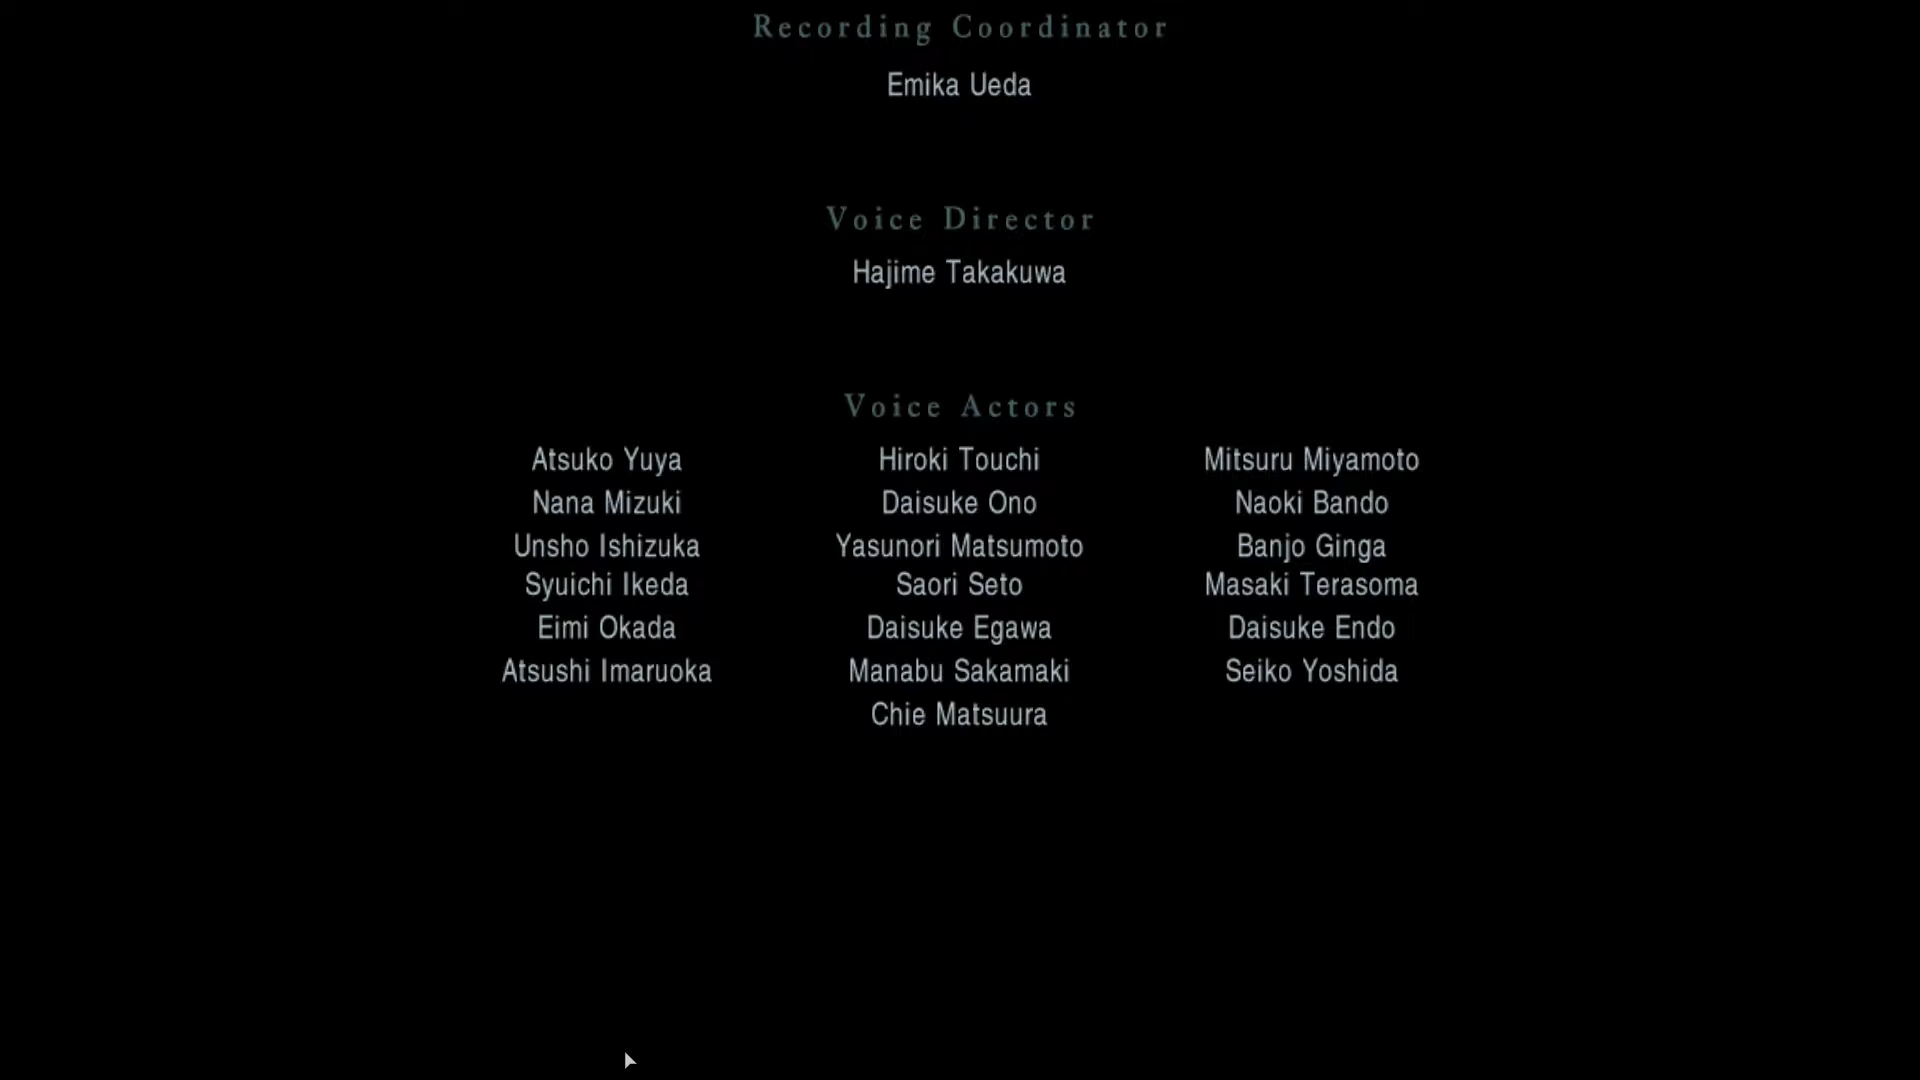 Recording Coordinator
Emika Ueda
Voice Director
Hajime Takakuwa
Voice Actors
Atsuko Yuya Hiroki Touchi Mitsuru Miyamoto
Nana Mizuki Daisuke Ono Naoki Bando
Unsho Ishizuka Yasunori Matsumoto Banjo Ginga
Syuichi Ikeda Saori Seto Masaki Terasoma
Eimi Okada Daisuke Egawa Daisuke Endo
Atsushi Imaruoka Manabu Sakamaki Seiko Yoshida
Chie Matsuura